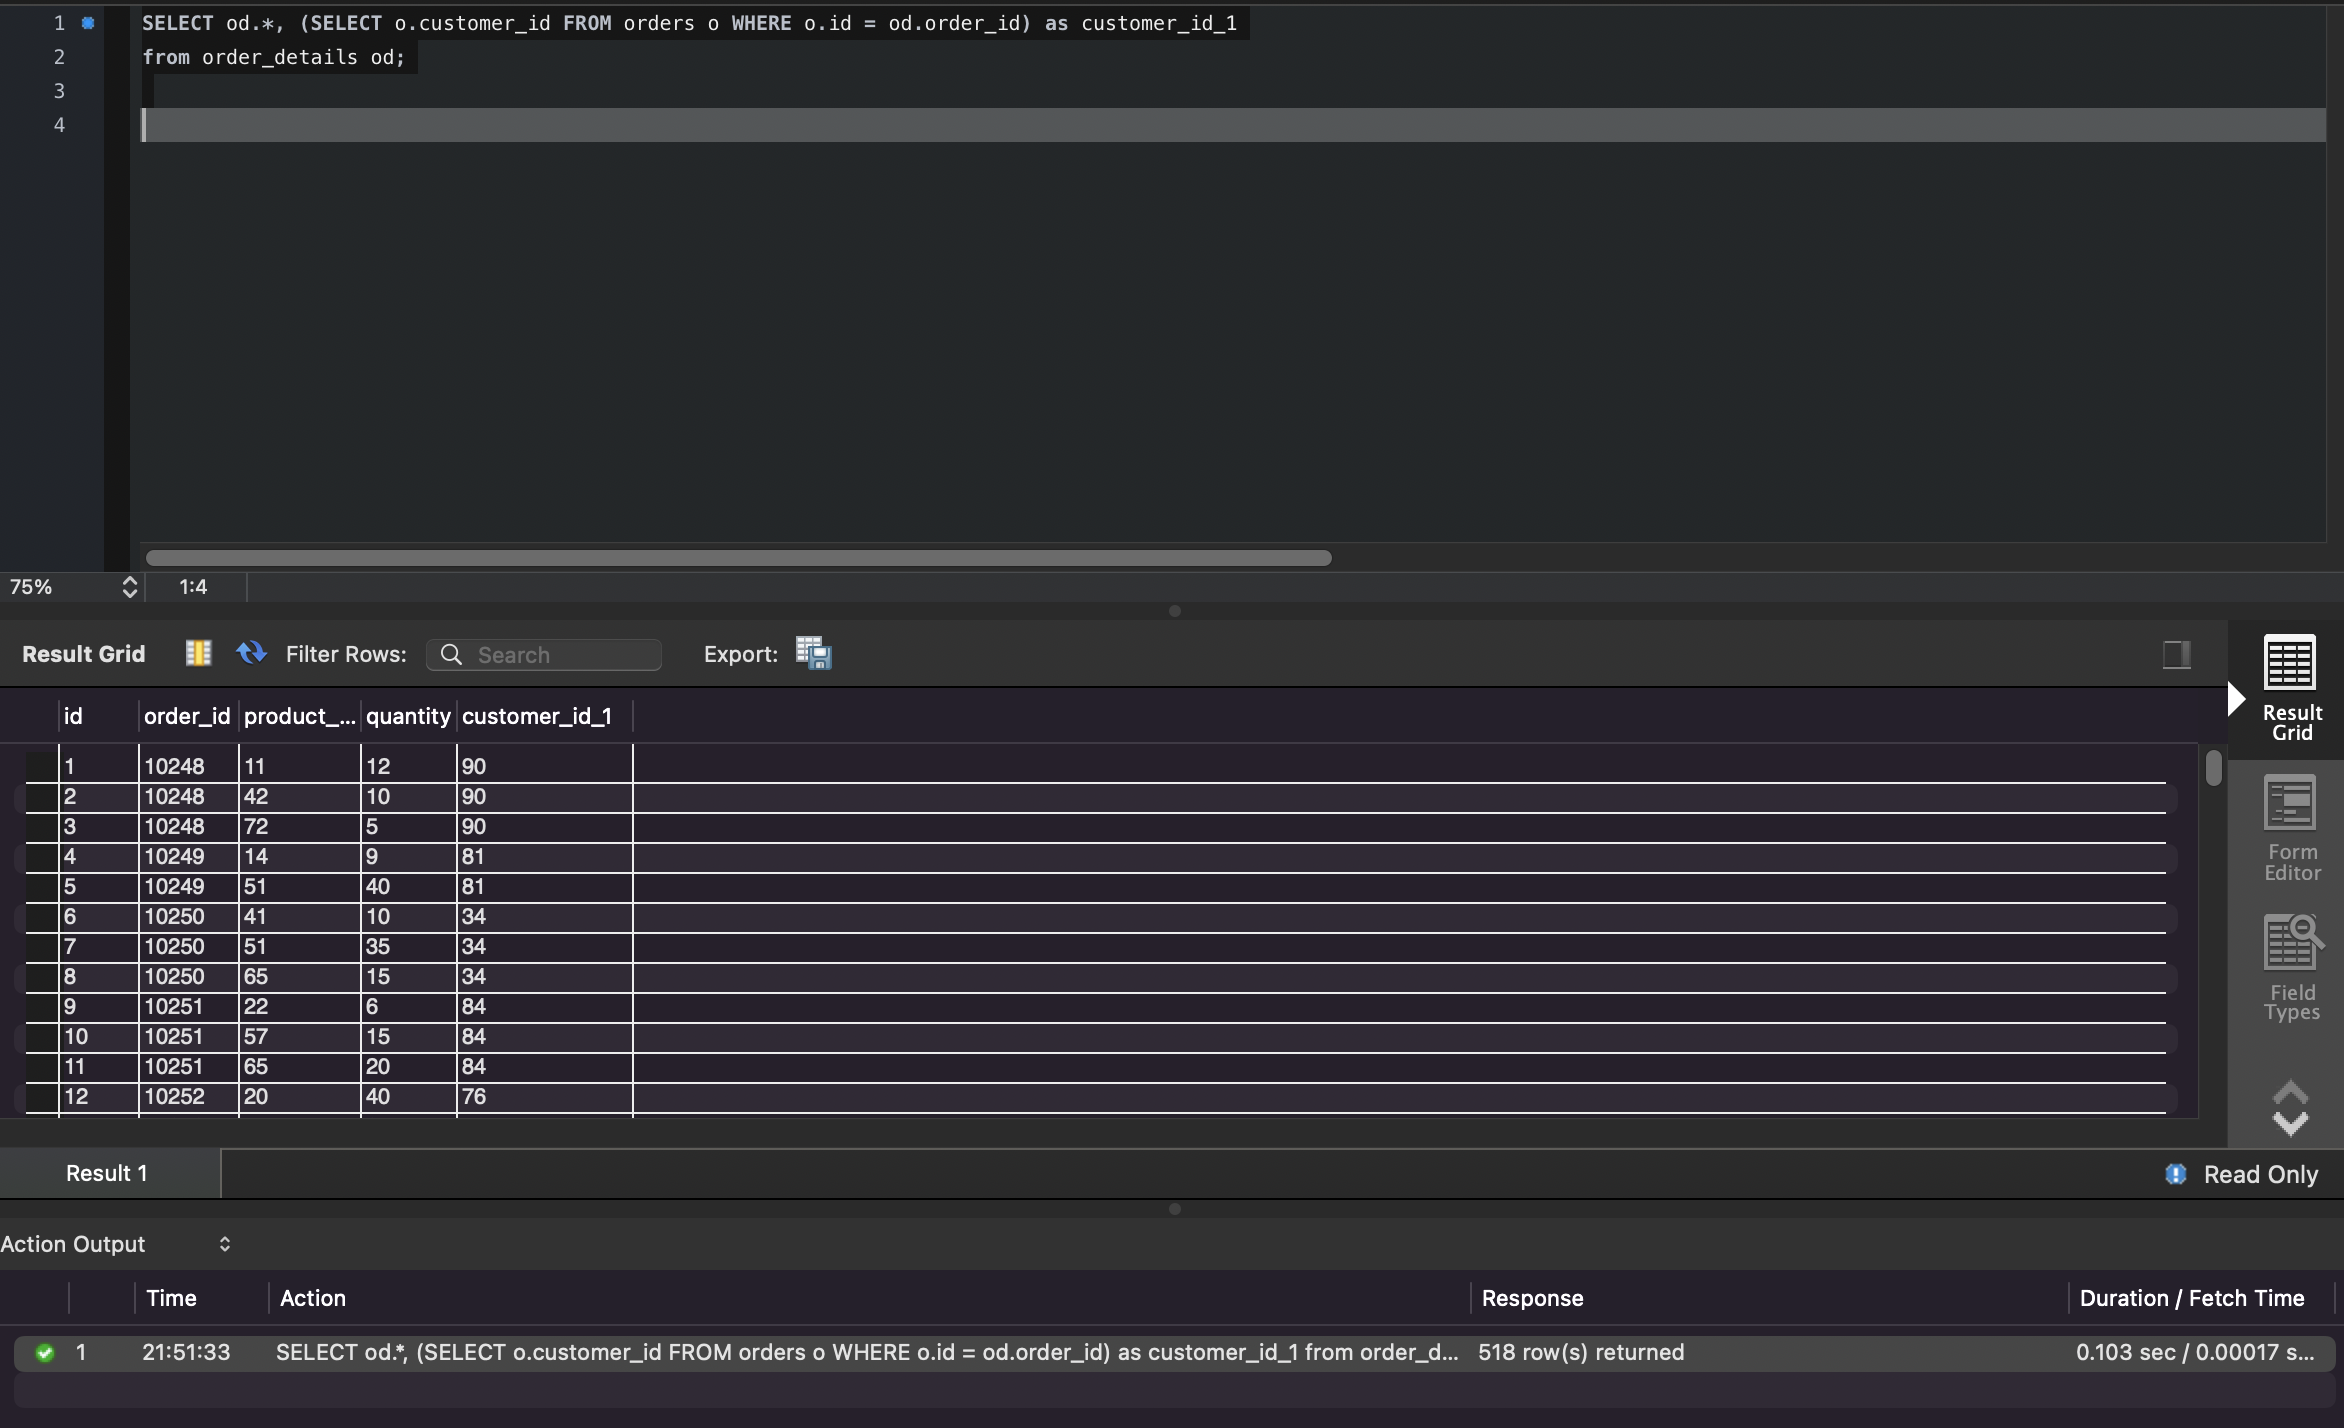 1 SELECT od.*, (SELECT o.customer_id FROM orders o WHERE o.id = od.order_id) as customer_id_1
2 from order_details od;
3
4
75% 1:4
Result Grid Filter Rows: Search Export:
id order_id product_... quantity customer_id_1
1 10248 11 12 90
2 10248 42 10 90
3 10248 72 5 90
4 10249 14 9 81
5 10249 51 40 81
6 10250 41 10 34
7 10250 51 35 34
8 10250 65 15 34
9 10251 22 6 84
10 10251 57 15 84
11 10251 65 20 84
12 10252 20 40 76
Result
Grid
Form
Editor
Field
Types
Result 1 Read Only
Action Output
Time Action Response Duration / Fetch Time
1 21:51:33 SELECT od.*, (SELECT o.customer_id FROM orders o WHERE o.id = od.order_id) as customer_id_1 from order_d... 518 row(s) returned 0.103 sec / 0.00017 s...